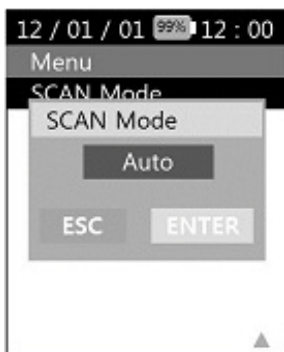 12 / 01 / 01 99% 12 : 00
Menu
SCAN Mode
SCAN Mode
Auto
ESC ENTER